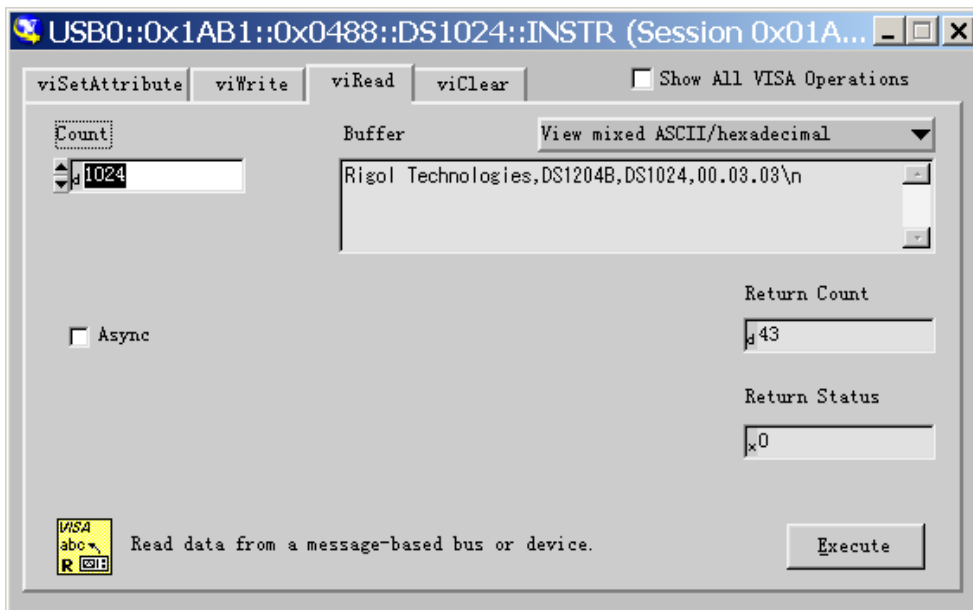 USB0::0x1AB1::0x0488::DS1024::INSTR (Session 0x01A...
viSetAttribute viWrite viRead viClear Show All VISA Operations
Count Buffer View mixed ASCII/hexadecimal
d 1024 Rigol Technologies,DS1204B,DS1024,00.03.03\n
Return Count
Async d 43
Return Status
x 0
VISA
abc
R
Read data from a message-based bus or device. Execute